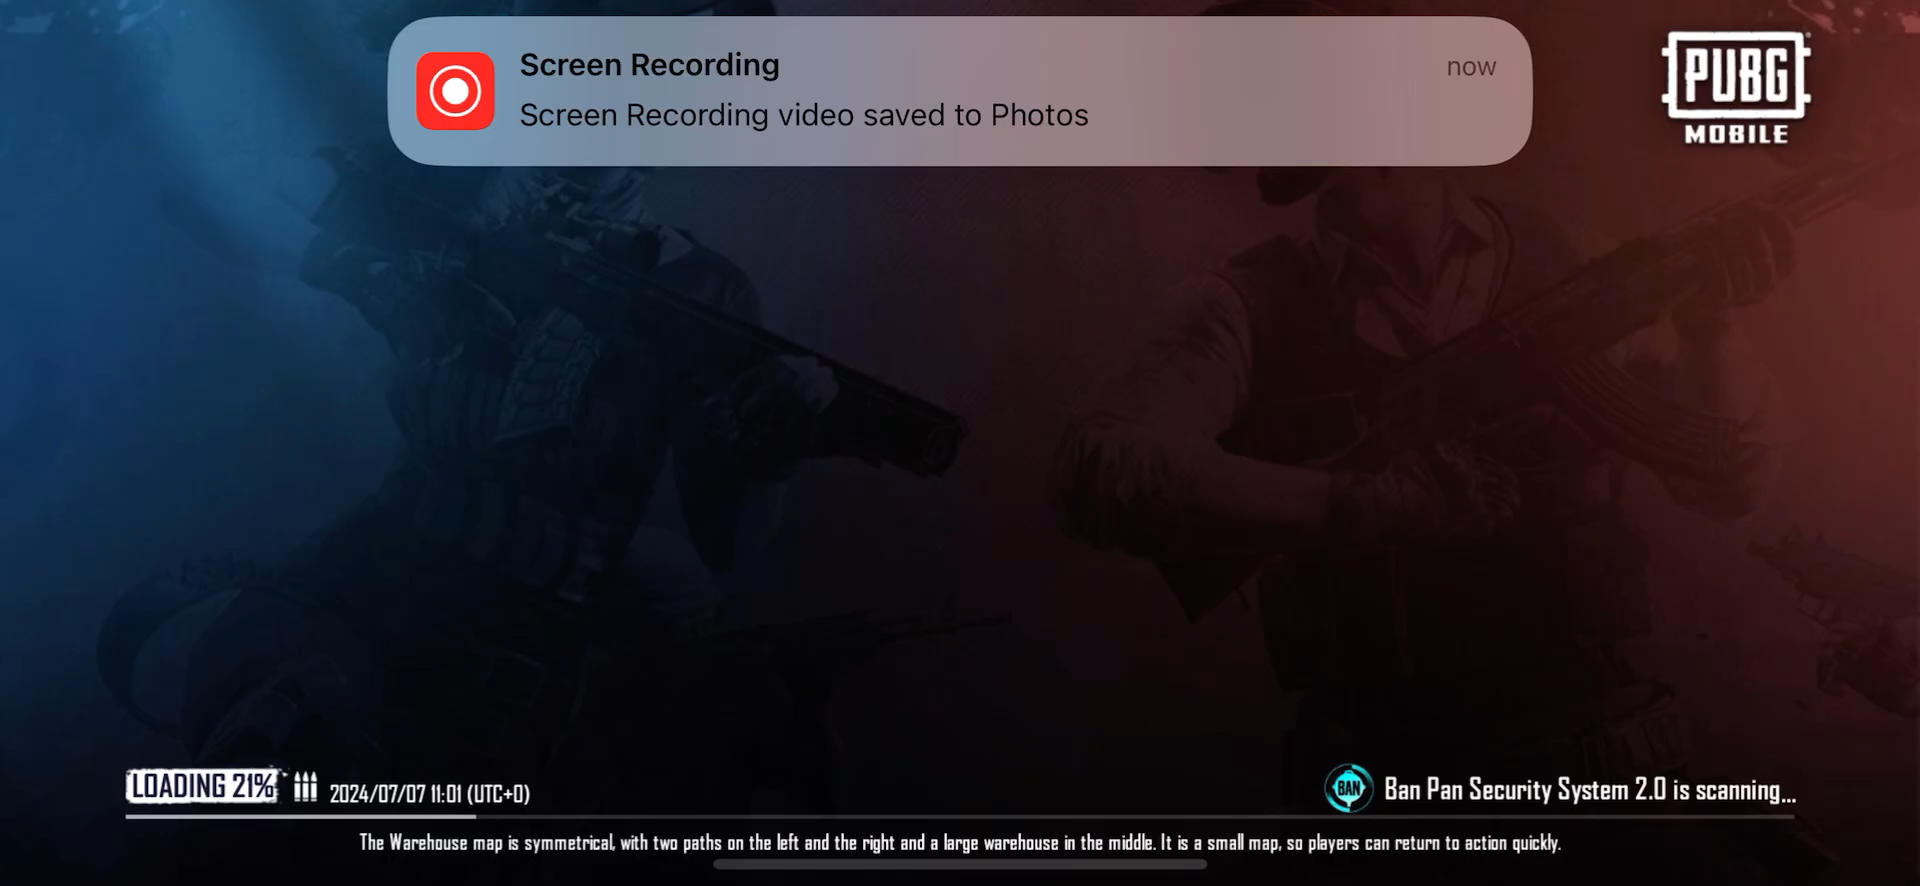 Screen Recording
now
Screen Recording video saved to Photos
PUBG
MOBILE
LOADING 21%
2024/07/07 11:01 (UTC+0)
BAN
Ban Pan Security System 2.0 is scanning...
The Warehouse map is symmetrical, with two paths on the left and the right and a large warehouse in the middle. It is a small map, so players can return to action quickly.